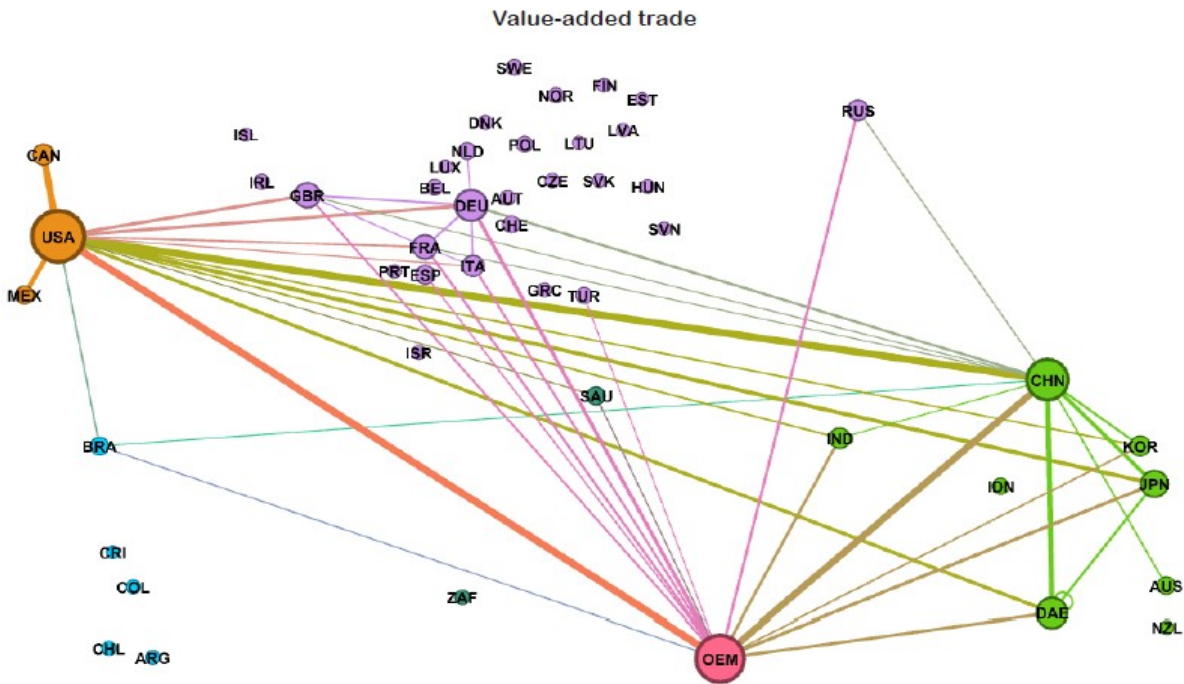 Value-added trade
SWE
FIN
NOR
EST
RUS
DNK
LVA
ISL
POL
LTU
CAN
NLD
LUX
IRL
BEL
CZE
SVK
HUN
GBR
AUT
DEU
CHE
SVN
USA
FRA
ITA
PRT
ESP
MEX
GRC
TUR
ISR
CHN
SAU
IND
BRA
KOR
IDN
JPN
CRI
COL
AUS
ZAF
DAE
NZL
CHL
ARG
OEM